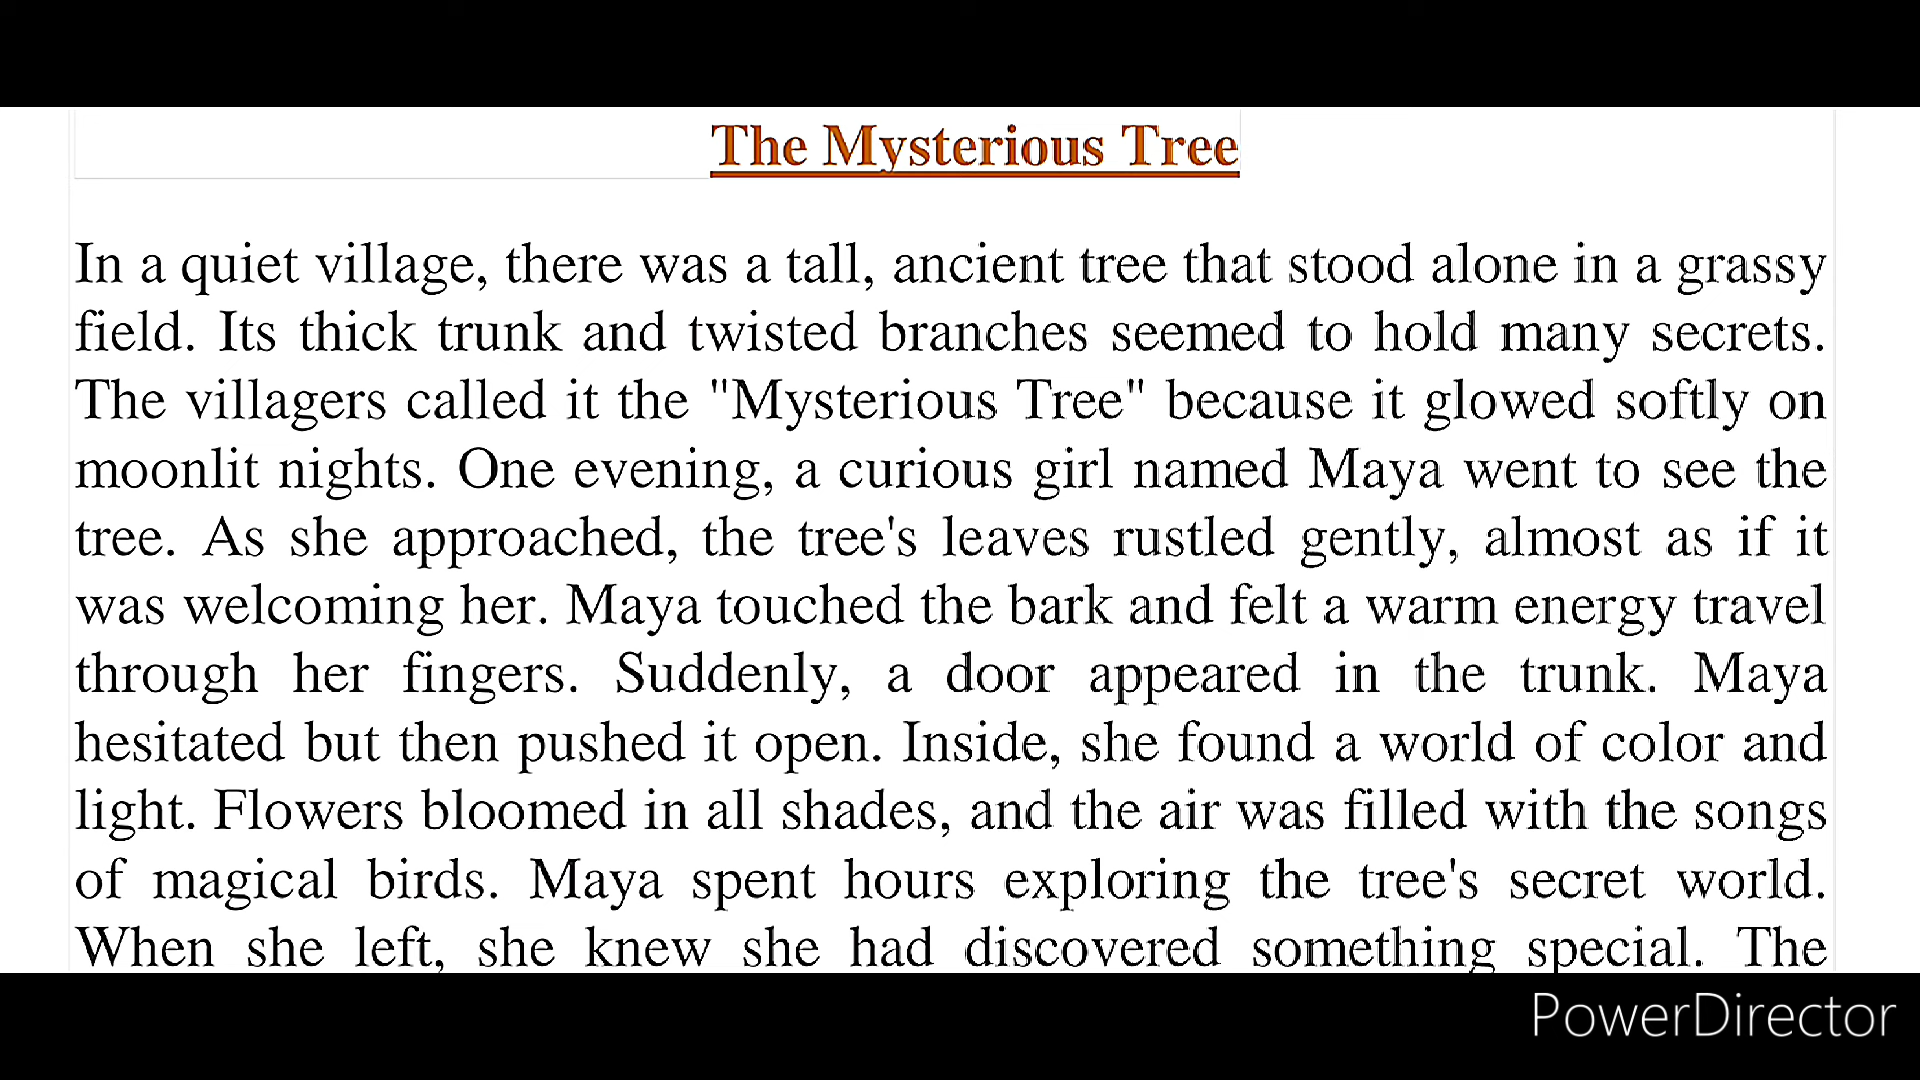 The Mysterious Tree
In a quiet village, there was a tall, ancient tree that stood alone in a grassy
field. Its thick trunk and twisted branches seemed to hold many secrets.
The villagers called it the "Mysterious Tree" because it glowed softly on
moonlit nights. One evening, a curious girl named Maya went to see the
tree. As she approached, the tree's leaves rustled gently, almost as if it
was welcoming her. Maya touched the bark and felt a warm energy travel
through her fingers. Suddenly, a door appeared in the trunk. Maya
hesitated but then pushed it open. Inside, she found a world of color and
light. Flowers bloomed in all shades, and the air was filled with the songs
of magical birds. Maya spent hours exploring the tree's secret world.
When she left, she knew she had discovered something special. The
PowerDirector